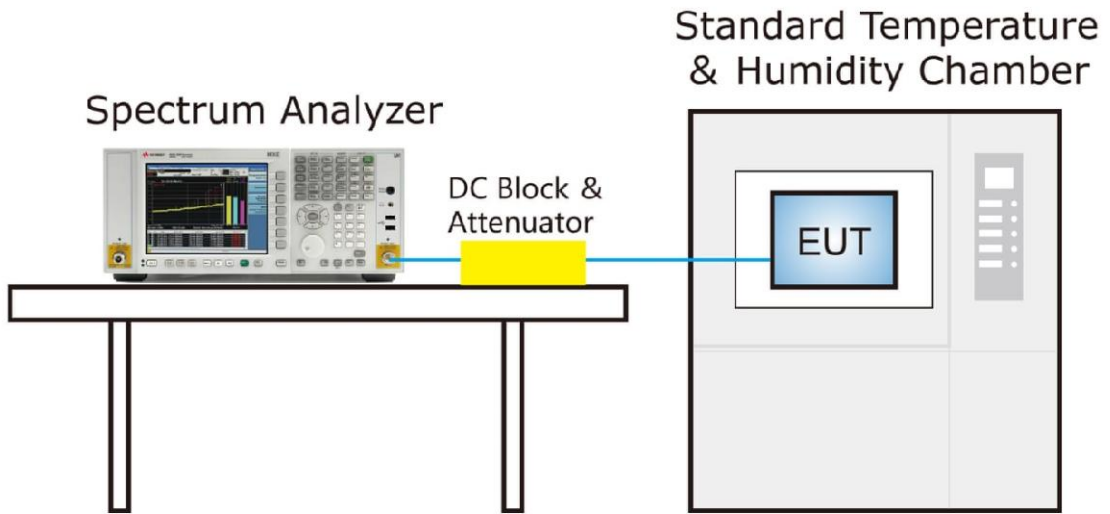 Standard Temperature
& Humidity Chamber
Spectrum Analyzer
DC Block &
Attenuator
EUT